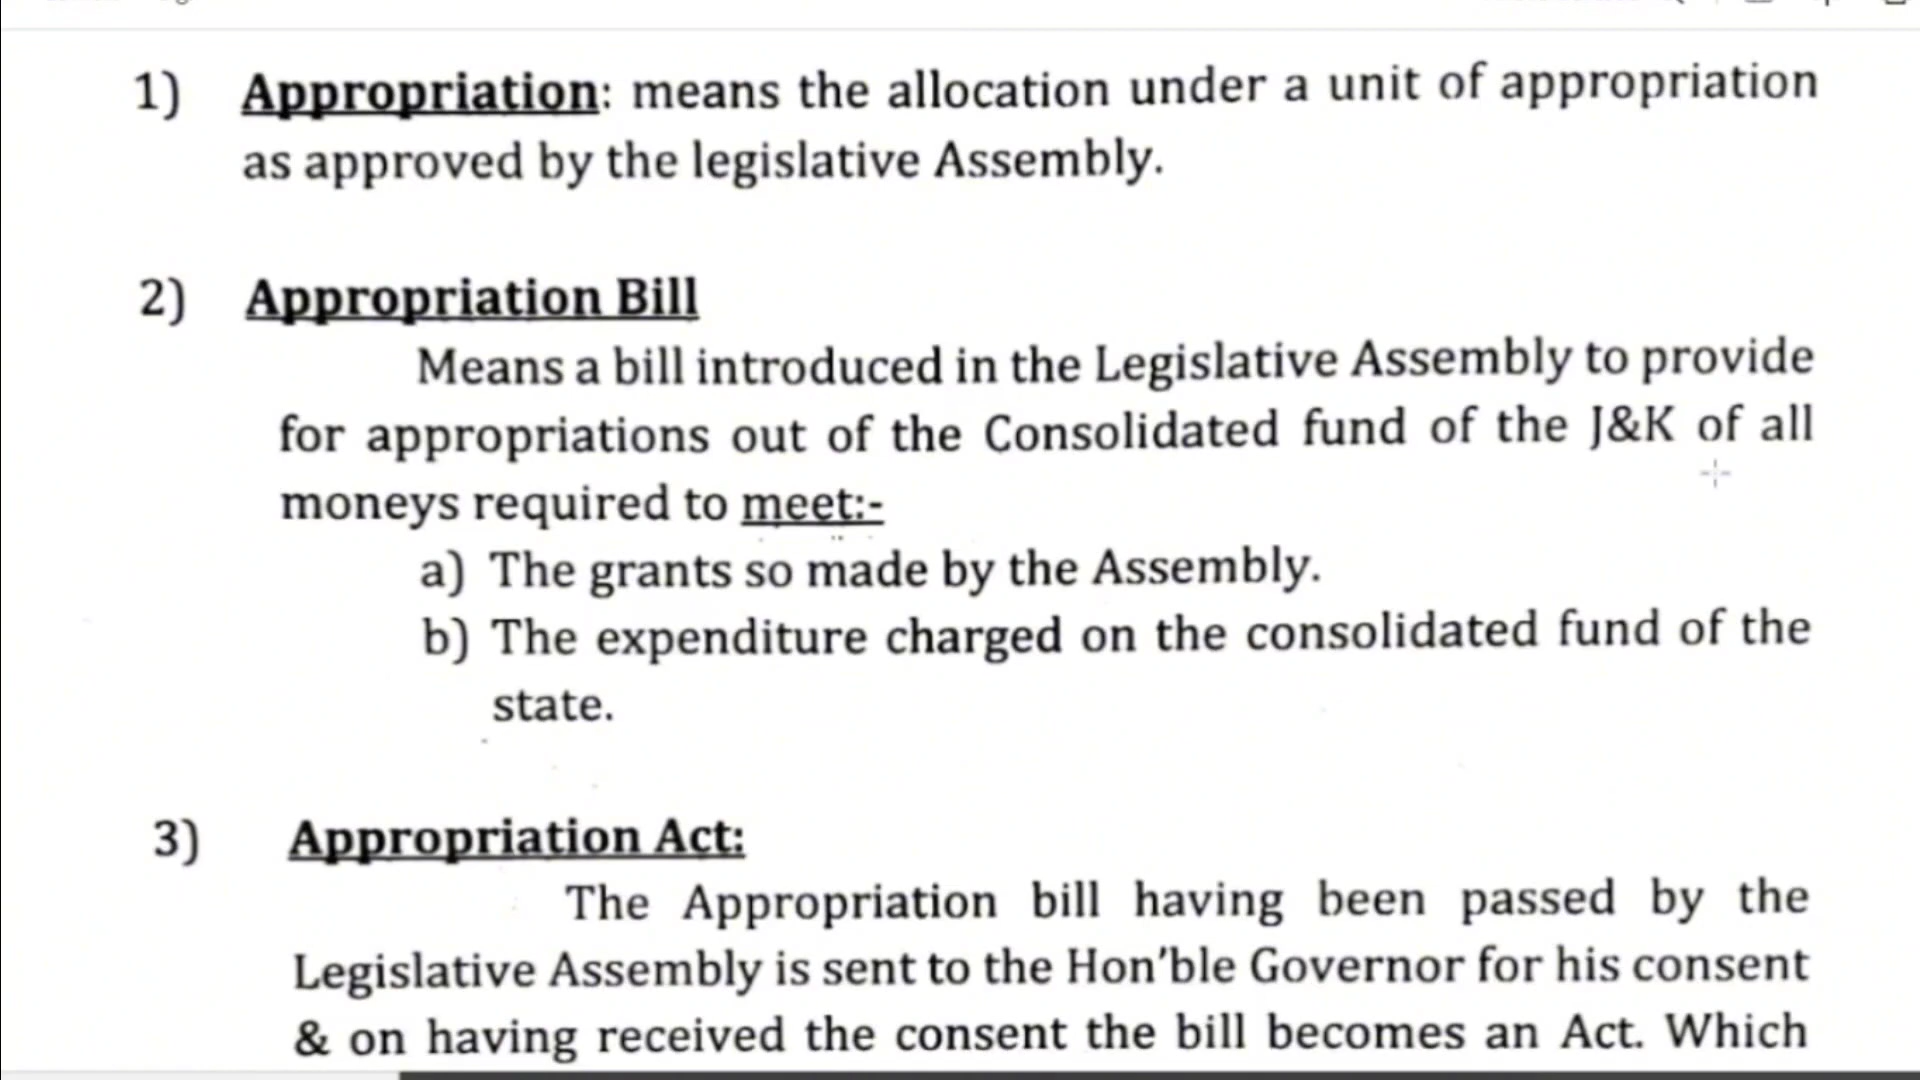 1) Appropriation: means the allocation under a unit of appropriation
as approved by the legislative Assembly.
2) Appropriation Bill
Means a bill introduced in the Legislative Assembly to provide
for appropriations out of the Consolidated fund of the J&K of all
moneys required to meet:-
a) The grants so made by the Assembly.
b) The expenditure charged on the consolidated fund of the
state.
3) Appropriation Act:
The Appropriation bill having been passed by the
Legislative Assembly is sent to the Hon'ble Governor for his consent
& on having received the consent the bill becomes an Act. Which